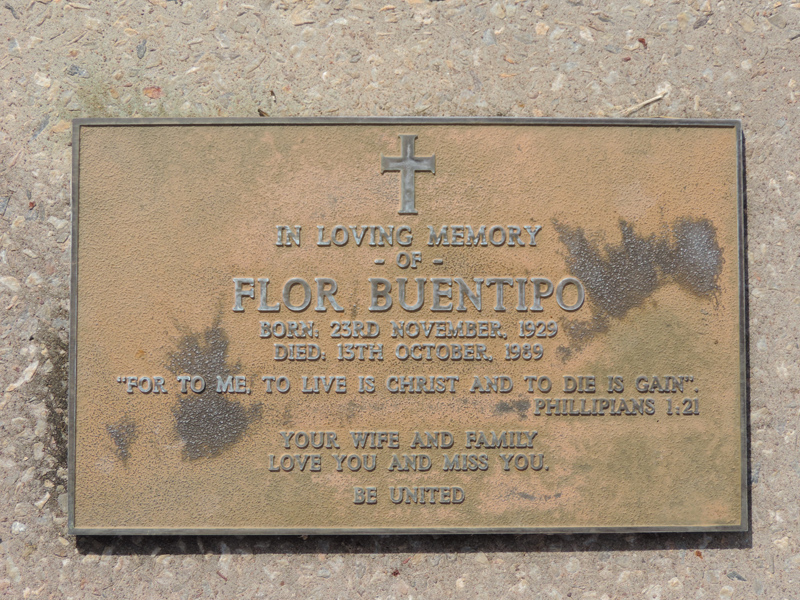 IN LOVING MEMORY
- OF -
FLOR BUENTIPO
BORN: 23RD NOVEMBER, 1929
DIED: 13TH OCTOBER, 1989
"FOR TO ME, TO LIVE IS CHRIST AND TO DIE IS GAIN".
PHILLIPIANS 1:21
YOUR WIFE AND FAMILY
LOVE YOU AND MISS YOU.
BE UNITED